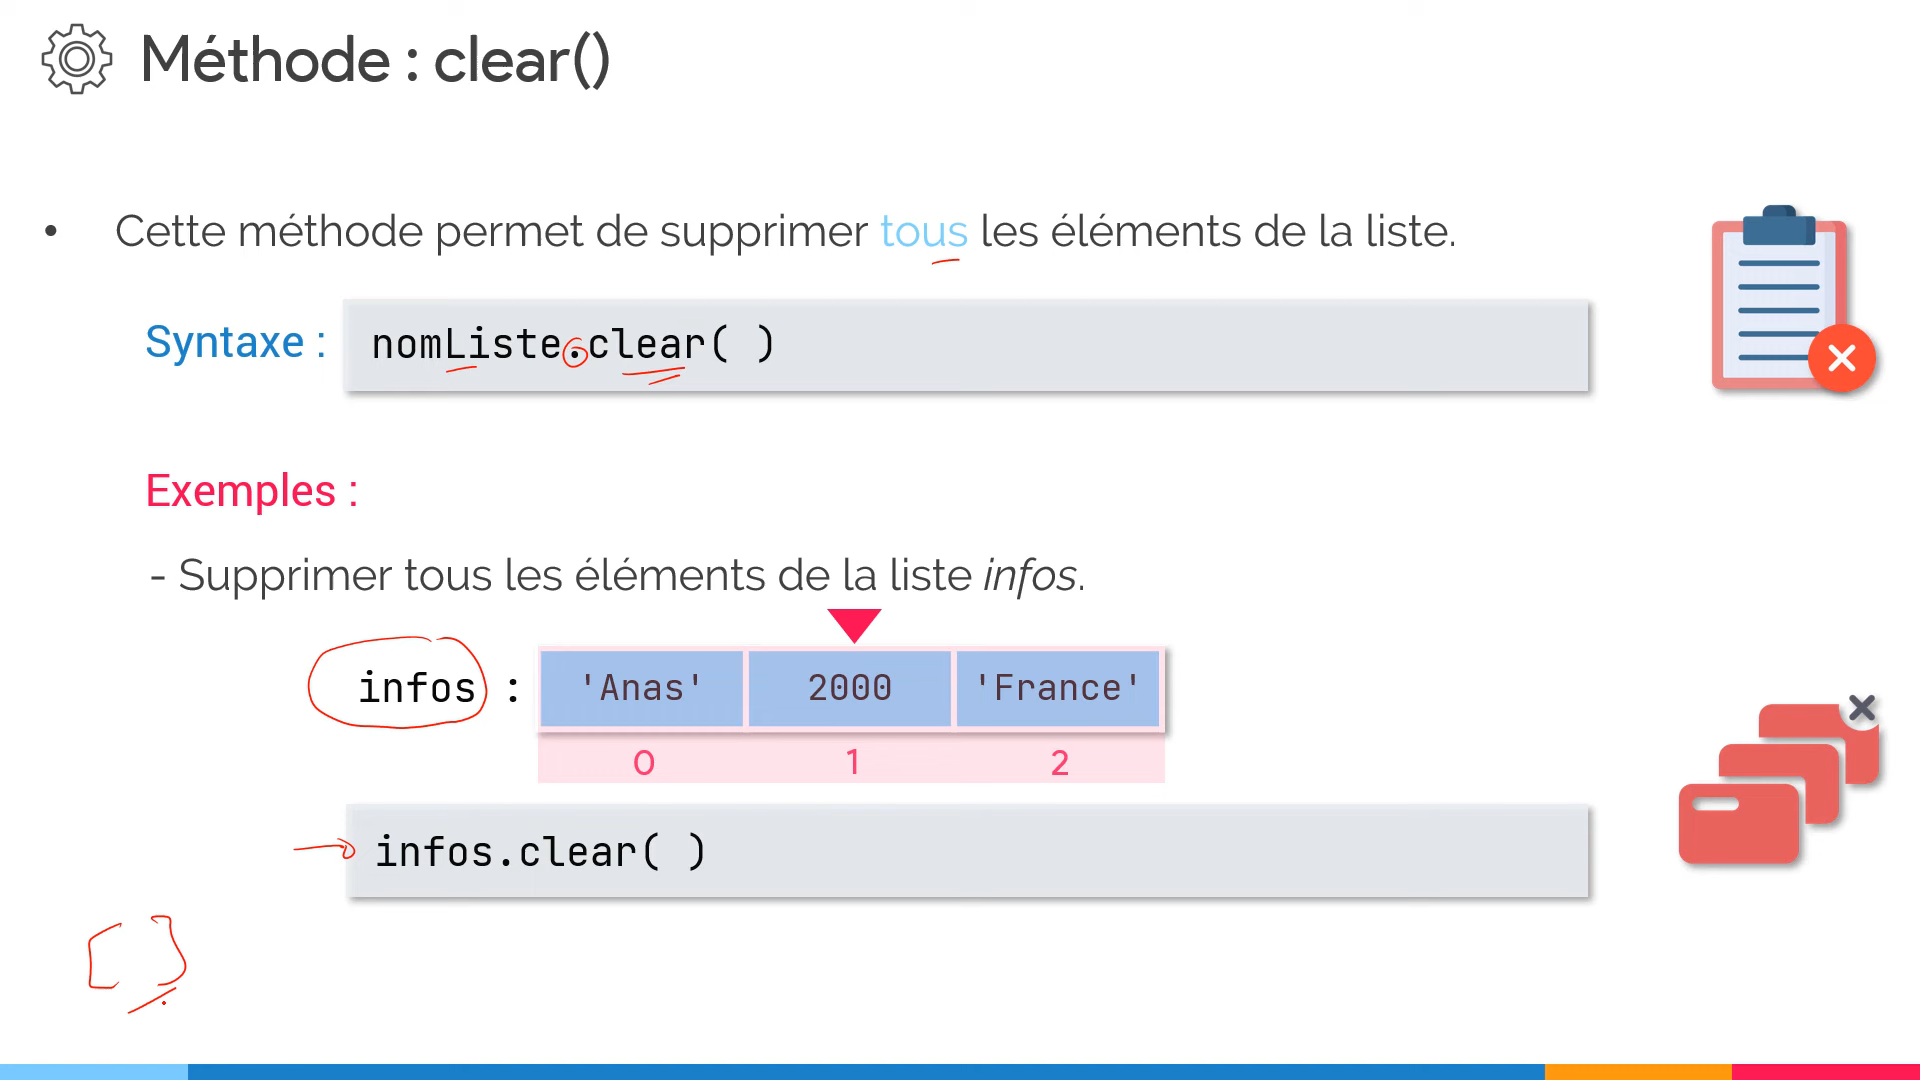 Méthode : clear()
• Cette méthode permet de supprimer tous les éléments de la liste.
Syntaxe : nomListe.clear( )
Exemples :
- Supprimer tous les éléments de la liste infos.
infos : 'Anas' 2000 'France'
0 1 2
infos.clear( )
[ ]